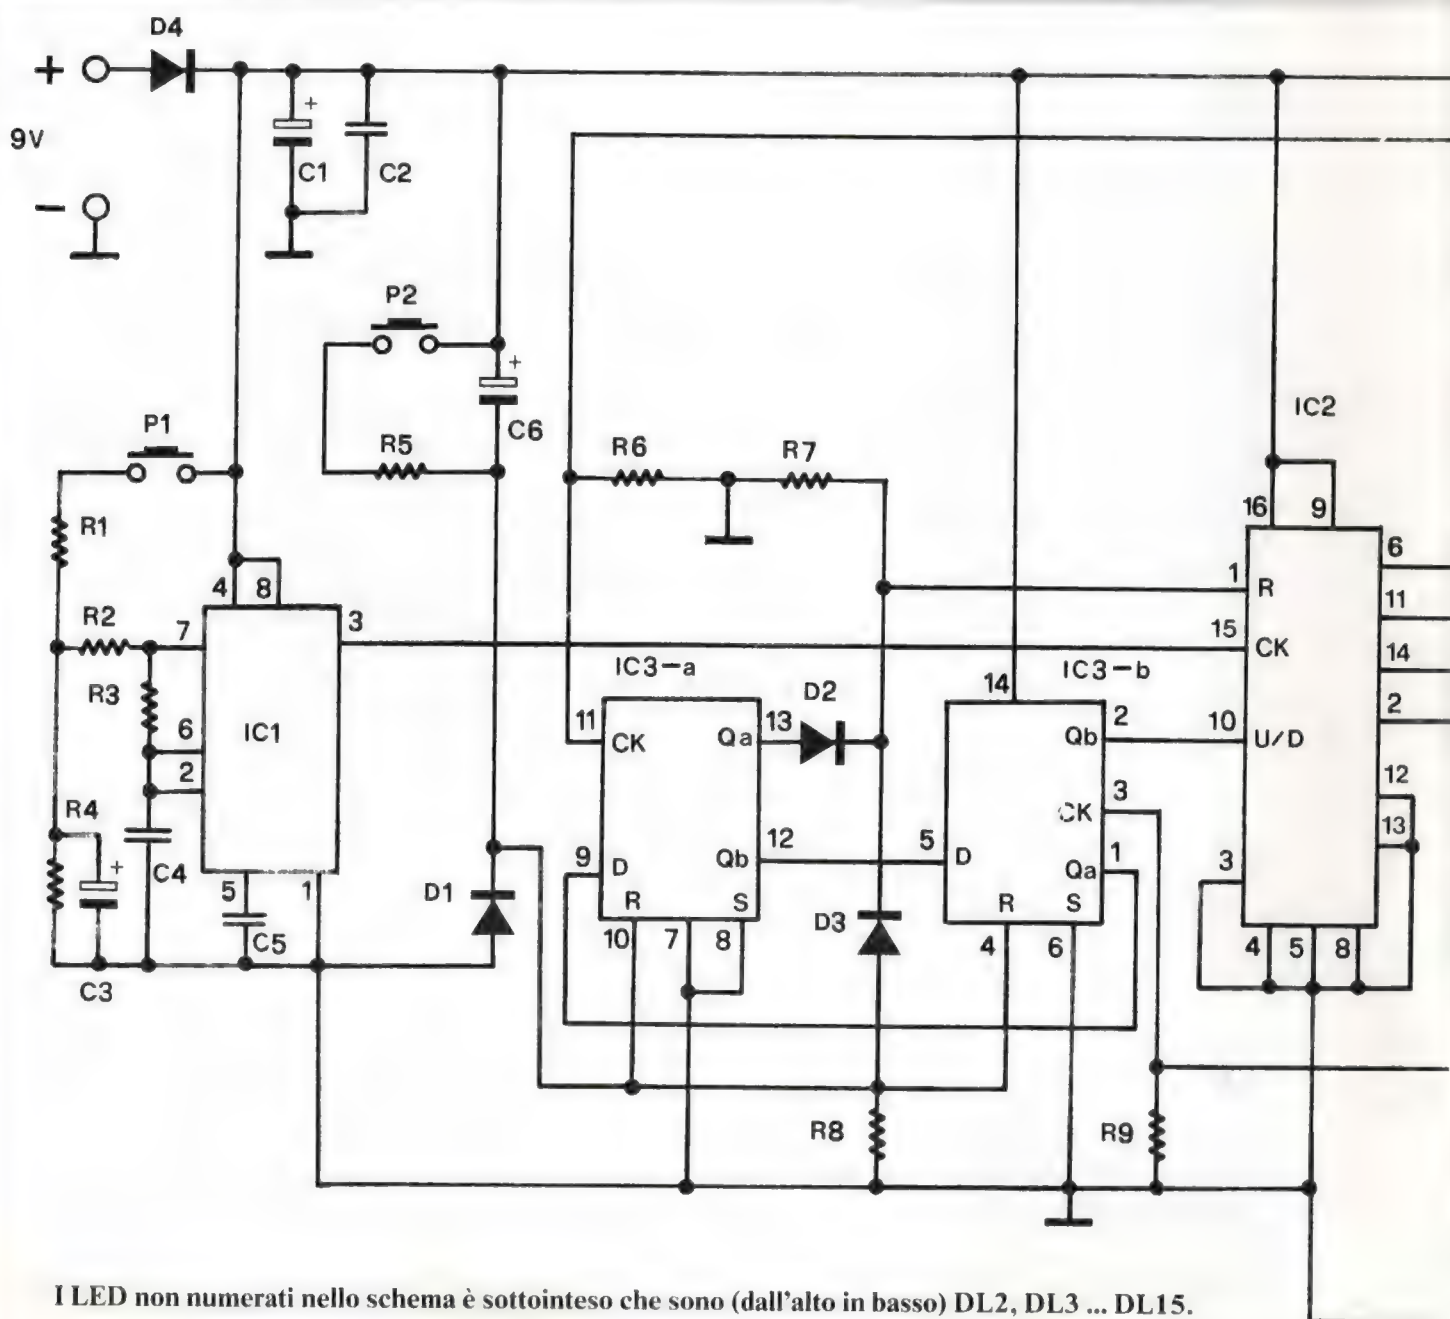 D4
+
9V
−
+
C1
C2
P2
+
C6
R5
P1
R1
R6
R7
IC2
16
9
4
8
1
R
6
11
R2
7
3
15
CK
14
R3
IC3-a
14
IC3-b
2
6
IC1
11
CK
13
Qa
D2
Qb
2
10
U/D
2
R4
CK
3
12
C4
12
Qb
5
D
1
Qa
13
+
9
D
3
5
1
D1
R
S
D3
R
S
C5
10
7
8
4
6
4
5
8
C3
R8
R9
I LED non numerati nello schema è sottointeso che sono (dall'alto in basso) DL2, DL3 ... DL15.